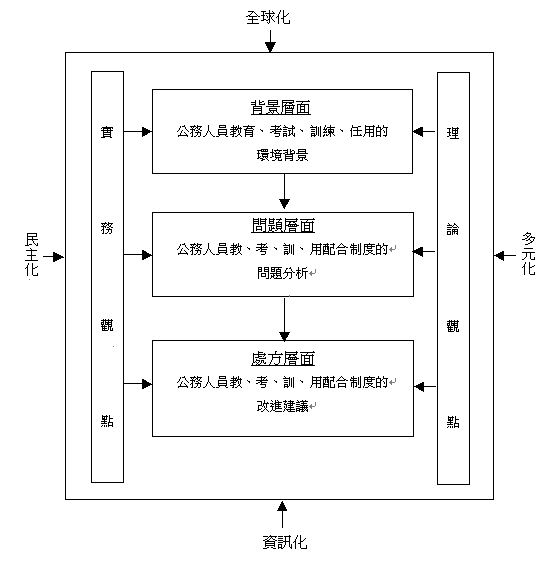 全球化
民主化
實務觀點
背景層面
公務人員教育、考試、訓練、任用的
環境背景
問題層面
公務人員教、考、訓、用配合制度的
問題分析
處方層面
公務人員教、考、訓、用配合制度的
改進建議
理論觀點
多元化
資訊化